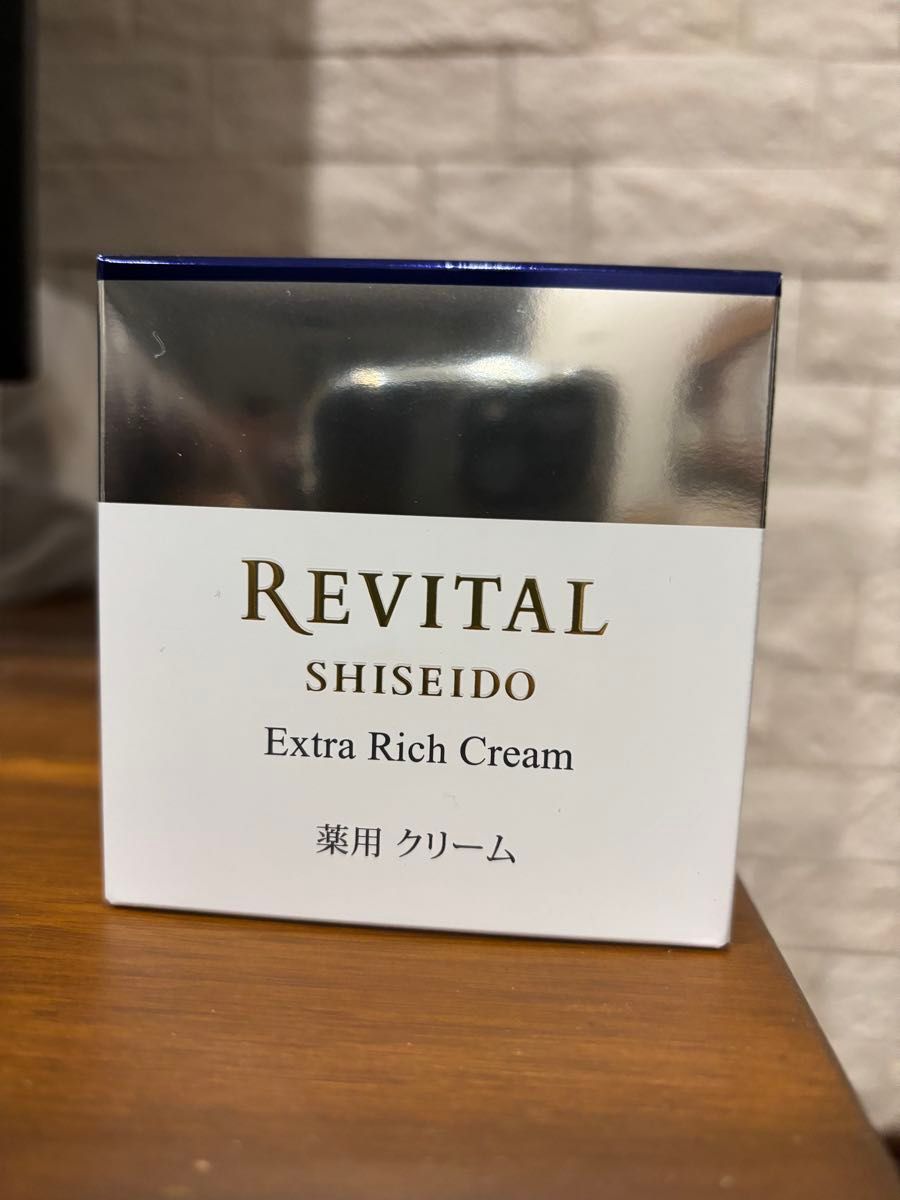 REVITAL
SHISEIDO
Extra Rich Cream
薬用 クリーム